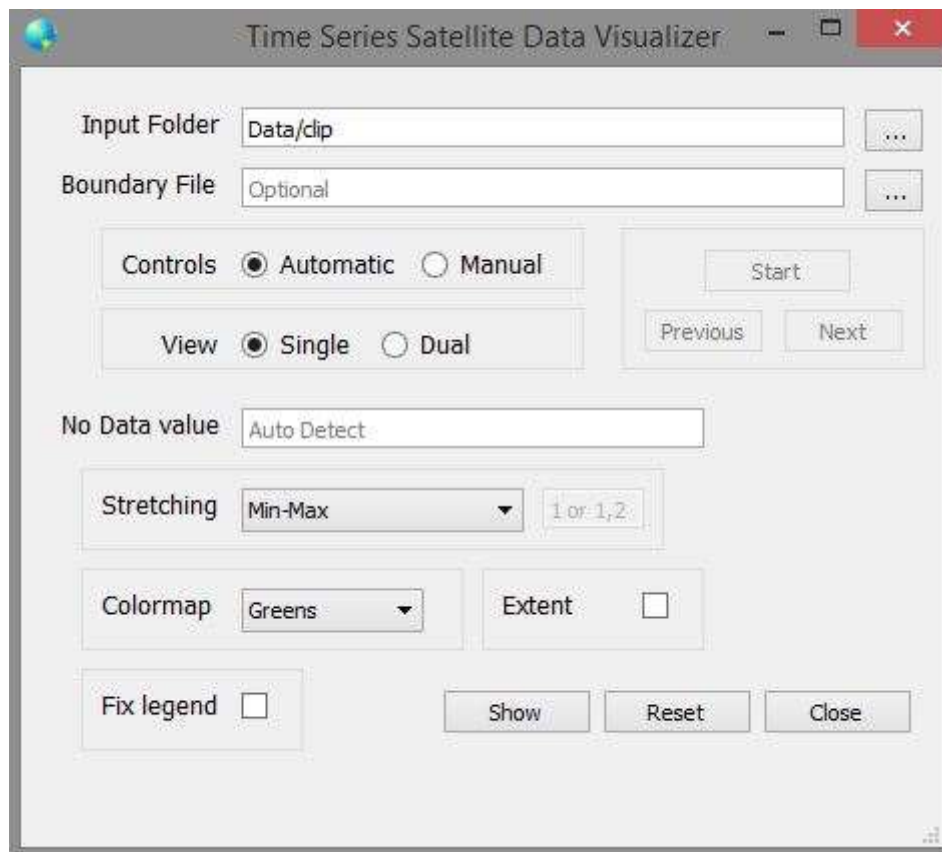 Time Series Satellite Data Visualizer
Input Folder Data/clip ...
Boundary File Optional ...
Controls Automatic Manual
Start
View Single Dual
Previous Next
No Data value Auto Detect
Stretching Min-Max 1 or 1,2
Colormap Greens Extent
Fix legend Show Reset Close